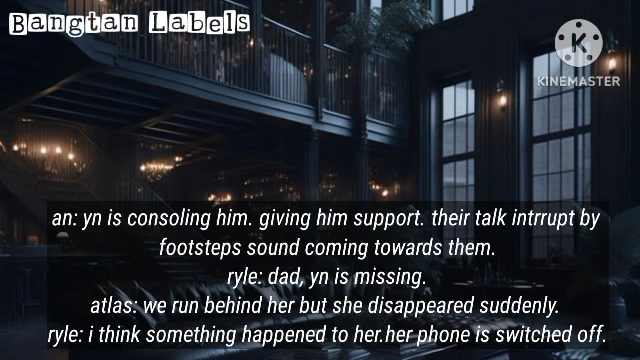 Bangtan Labels
K
KINEMASTER
an: yn is consoling him. giving him support. their talk intrrupt by
footsteps sound coming towards them.
ryle: dad, yn is missing.
atlas: we run behind her but she disappeared suddenly.
ryle: i think something happened to her.her phone is switched off.